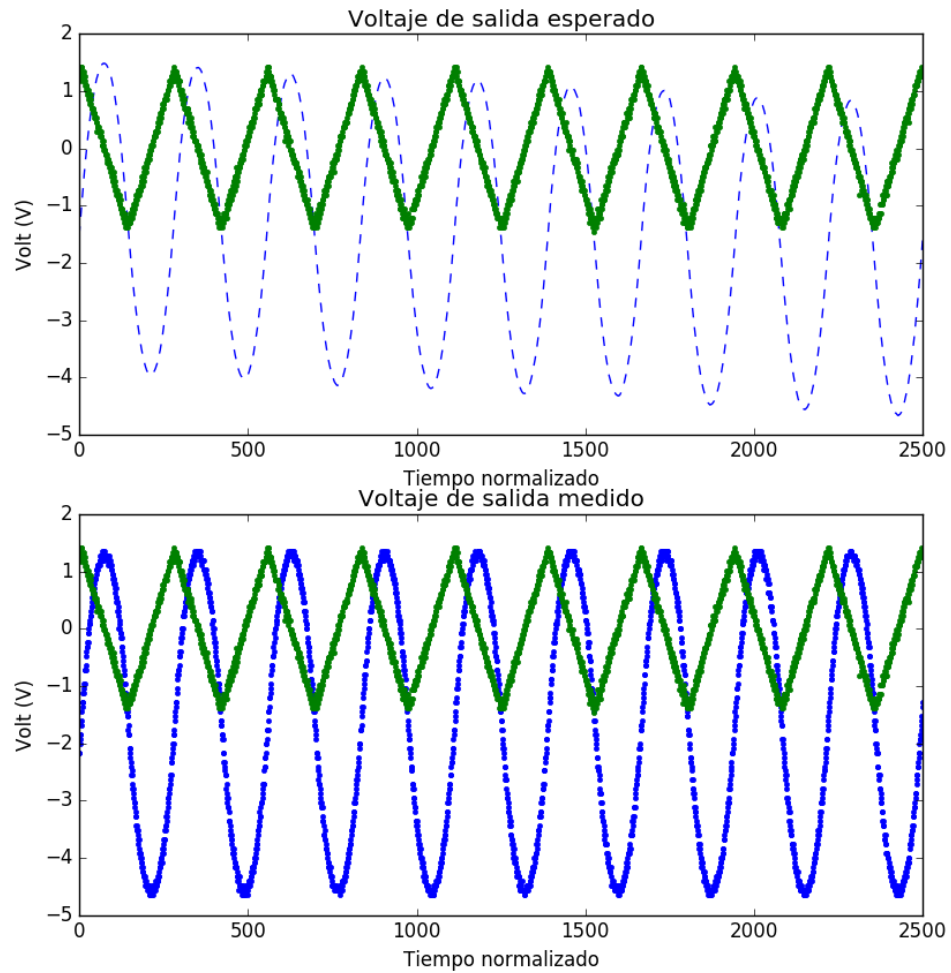 Voltaje de salida esperado
2
1
0
−1
−2
−3
−4
−5
Volt (V)
0 500 1000 1500 2000 2500
Tiempo normalizado
Voltaje de salida medido
2
1
0
−1
−2
−3
−4
−5
Volt (V)
0 500 1000 1500 2000 2500
Tiempo normalizado